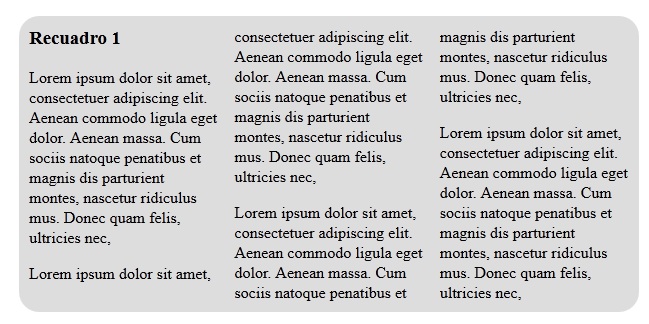 Recuadro 1
Lorem ipsum dolor sit amet,
consectetuer adipiscing elit.
Aenean commodo ligula eget
dolor. Aenean massa. Cum
sociis natoque penatibus et
magnis dis parturient
montes, nascetur ridiculus
mus. Donec quam felis,
ultricies nec,
Lorem ipsum dolor sit amet,
consectetuer adipiscing elit.
Aenean commodo ligula eget
dolor. Aenean massa. Cum
sociis natoque penatibus et
magnis dis parturient
montes, nascetur ridiculus
mus. Donec quam felis,
ultricies nec,
Lorem ipsum dolor sit amet,
consectetuer adipiscing elit.
Aenean commodo ligula eget
dolor. Aenean massa. Cum
sociis natoque penatibus et
magnis dis parturient
montes, nascetur ridiculus
mus. Donec quam felis,
ultricies nec,
Lorem ipsum dolor sit amet,
consectetuer adipiscing elit.
Aenean commodo ligula eget
dolor. Aenean massa. Cum
sociis natoque penatibus et
magnis dis parturient
montes, nascetur ridiculus
mus. Donec quam felis,
ultricies nec,